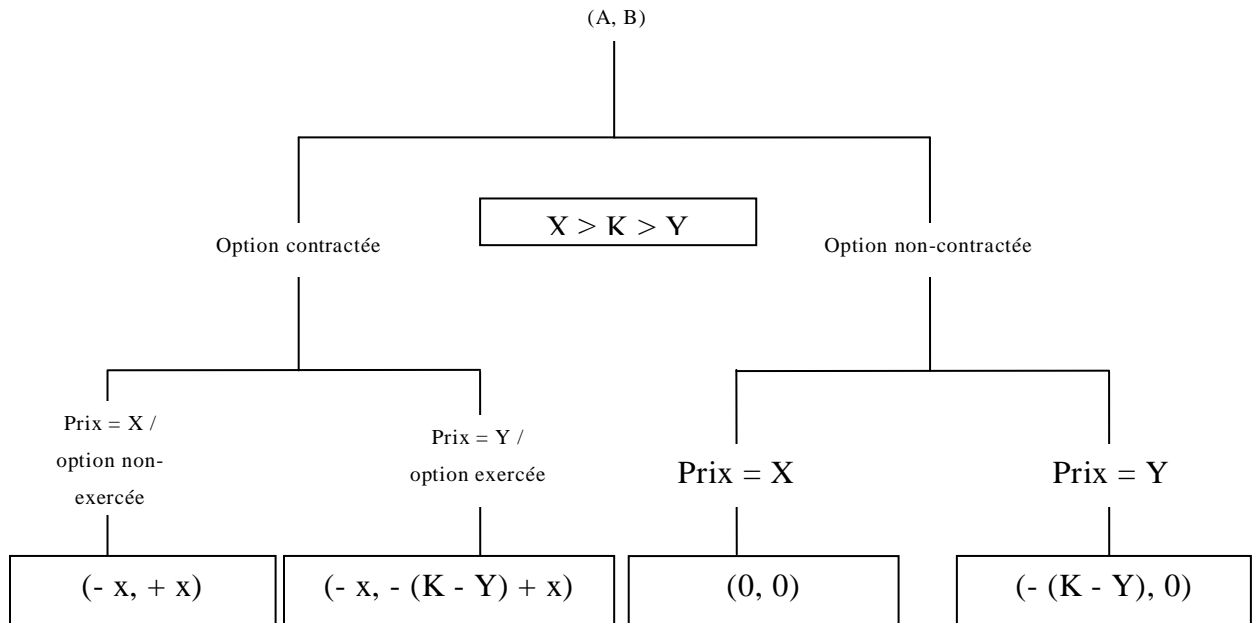 (A, B)
X > K > Y
Option contractée
Option non-contractée
Prix = X /
option non-
exercée
Prix = Y /
option exercée
Prix = X
Prix = Y
(- x, + x)
(- x, - (K - Y) + x)
(0, 0)
(- (K - Y), 0)